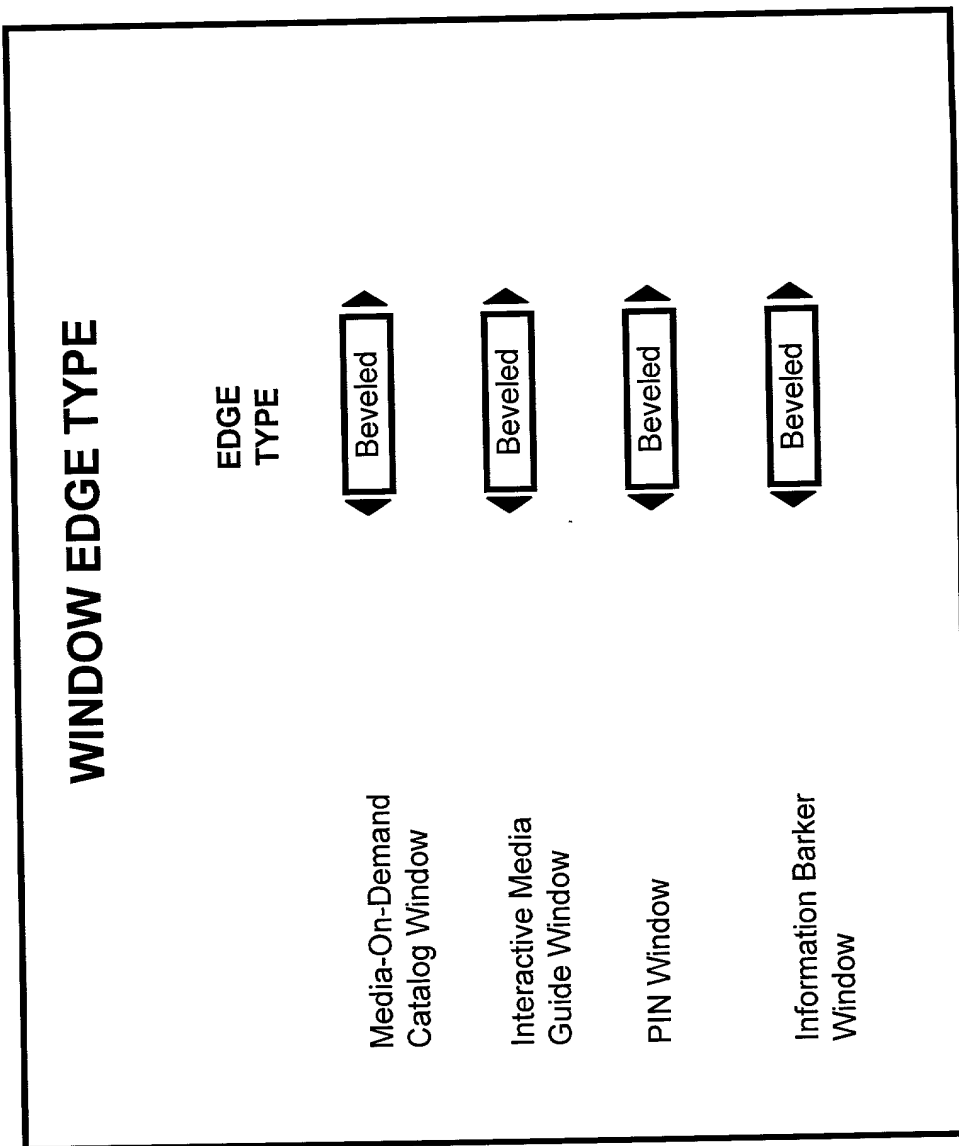 WINDOW EDGE TYPE
EDGE
TYPE
Media-On-Demand
Catalog Window
Beveled
Interactive Media
Guide Window
Beveled
PIN Window
Beveled
Information Barker
Window
Beveled